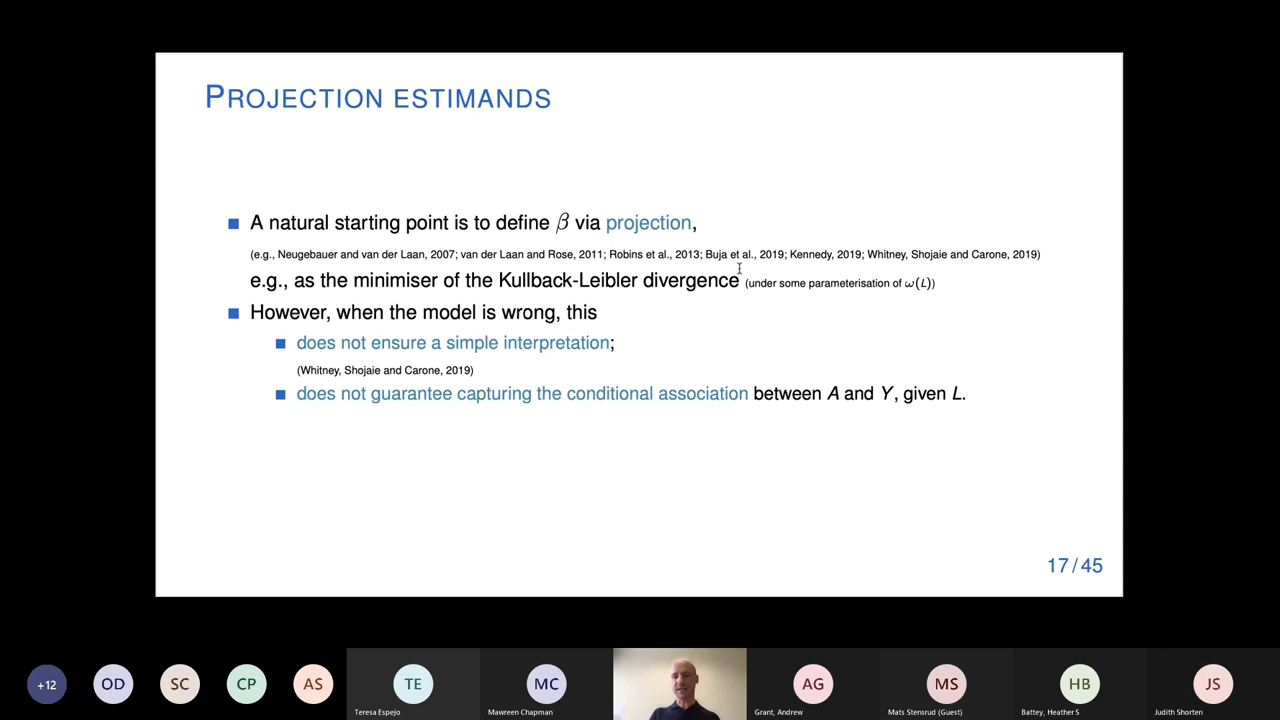 PROJECTION ESTIMANDS
A natural starting point is to define β via projection,
(e.g., Neugebauer and van der Laan, 2007; van der Laan and Rose, 2011; Robins et al., 2013; Buja et al., 2019; Kennedy, 2019; Whitney, Shojaie and Carone, 2019)
e.g., as the minimiser of the Kullback-Leibler divergence (under some parameterisation of ω(L))
However, when the model is wrong, this
does not ensure a simple interpretation;
(Whitney, Shojaie and Carone, 2019)
does not guarantee capturing the conditional association between A and Y, given L.
17/45
+12 OD SC CP AS TE MC AG MS HB JS
Teresa Espejo Mawreen Chapman Grant, Andrew Mats Stensrud (Guest) Battey, Heather S Judith Shorten